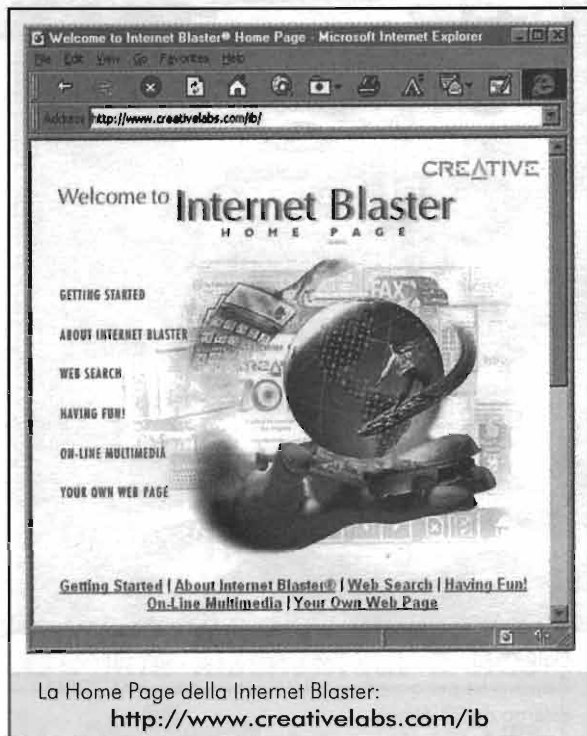 Welcome to Internet Blaster® Home Page - Microsoft Internet Explorer
File Edit View Go Favorites Help
Address http://www.creativelabs.com/ib/
CREATIVE
Welcome to Internet Blaster
HOME PAGE
GETTING STARTED
ABOUT INTERNET BLASTER
WEB SEARCH
HAVING FUN!
ON-LINE MULTIMEDIA
YOUR OWN WEB PAGE
FAX
Getting Started | About Internet Blaster® | Web Search | Having Fun!
On-Line Multimedia | Your Own Web Page
La Home Page della Internet Blaster:
http://www.creativelabs.com/ib